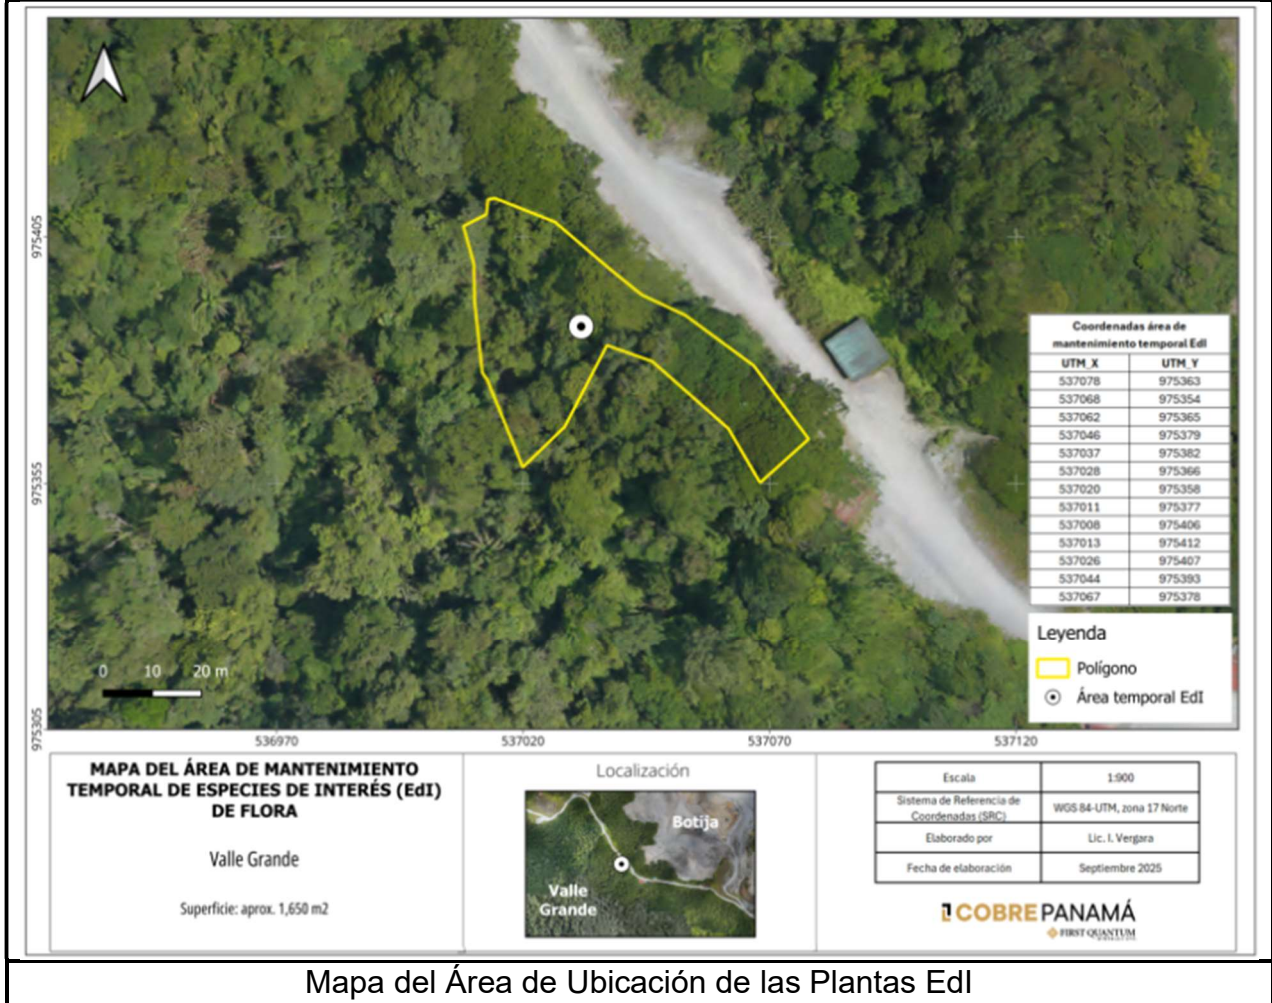 975405
975355
975305
0 10 20 m
536970 537020 537070 537120
Coordenadas área de
mantenimiento temporal EdI
UTM_X UTM_Y
537078 975363
537068 975354
537062 975365
537046 975379
537037 975382
537028 975366
537020 975358
537011 975377
537008 975406
537013 975412
537026 975407
537044 975393
537067 975378
Leyenda
Polígono
Área temporal EdI
MAPA DEL ÁREA DE MANTENIMIENTO
TEMPORAL DE ESPECIES DE INTERÉS (EdI)
DE FLORA
Valle Grande
Superficie: aprox. 1,650 m2
Localización
Botija
Valle
Grande
Escala 1:900
Sistema de Referencia de
Coordenadas (SRC) WGS 84-UTM, zona 17 Norte
Elaborado por Lic. I. Vergara
Fecha de elaboración Septiembre 2025
COBRE PANAMÁ
FIRST QUANTUM
Mapa del Área de Ubicación de las Plantas EdI